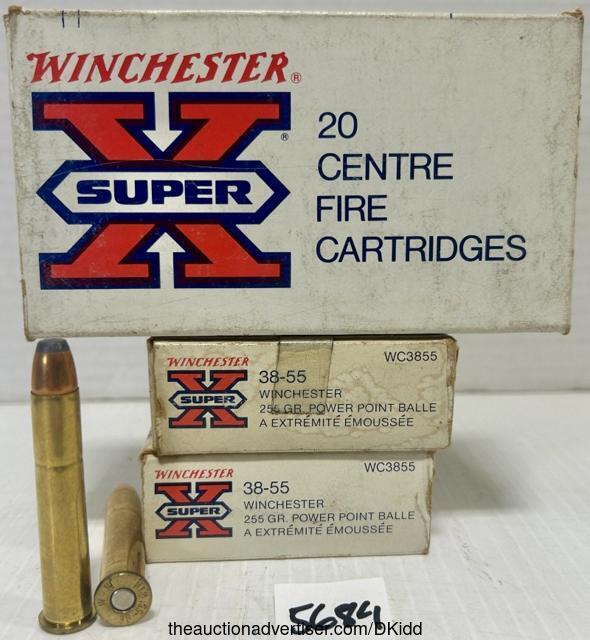 WINCHESTER®
SUPER X®
20
CENTRE
FIRE
CARTRIDGES
WINCHESTER
SUPER X
WC3855
38-55
WINCHESTER
255 GR. POWER POINT BALLE
A EXTRÉMITÉ ÉMOUSSÉE
WINCHESTER
SUPER X
WC3855
38-55
WINCHESTER
255 GR. POWER POINT BALLE
A EXTRÉMITÉ ÉMOUSSÉE
5684
theauctionadvertiser.com/DKidd